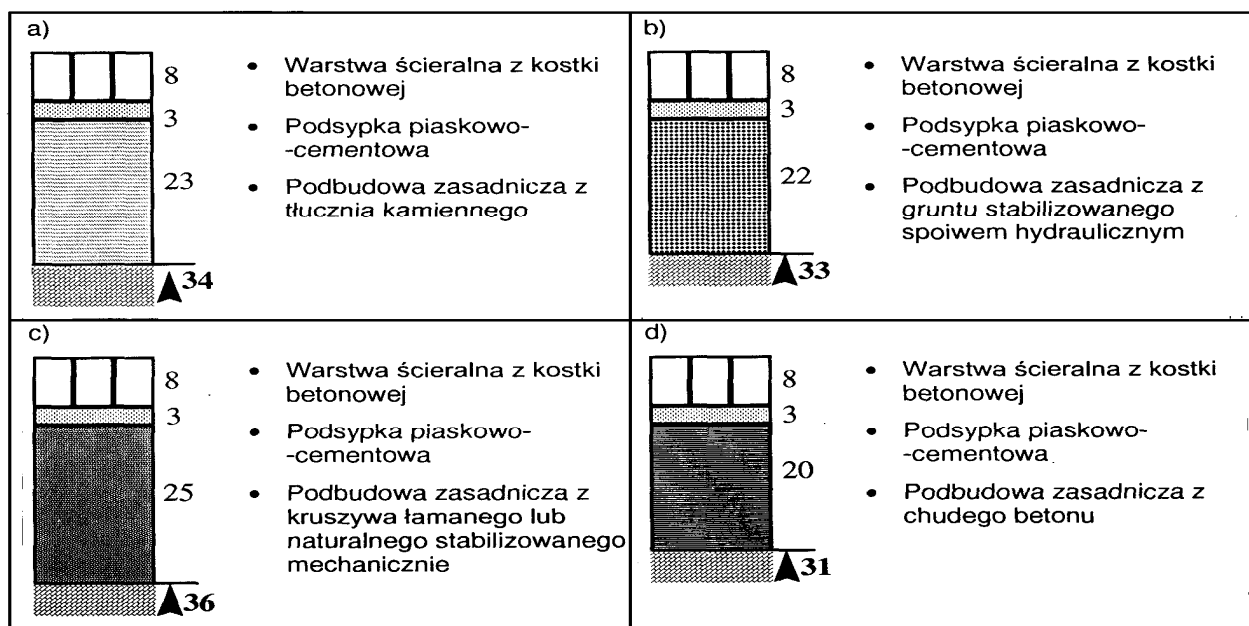 a)
8
3
23
34
• Warstwa ścieralna z kostki
betonowej
• Podsypka piaskowo-
-cementowa
• Podbudowa zasadnicza z
tłucznia kamiennego
b)
8
3
22
33
• Warstwa ścieralna z kostki
betonowej
• Podsypka piaskowo-
-cementowa
• Podbudowa zasadnicza z
gruntu stabilizowanego
spoiwem hydraulicznym
c)
8
3
25
36
• Warstwa ścieralna z kostki
betonowej
• Podsypka piaskowo-
-cementowa
• Podbudowa zasadnicza z
kruszywa łamanego lub
naturalnego stabilizowanego
mechanicznie
d)
8
3
20
31
• Warstwa ścieralna z kostki
betonowej
• Podsypka piaskowo-
-cementowa
• Podbudowa zasadnicza z
chudego betonu